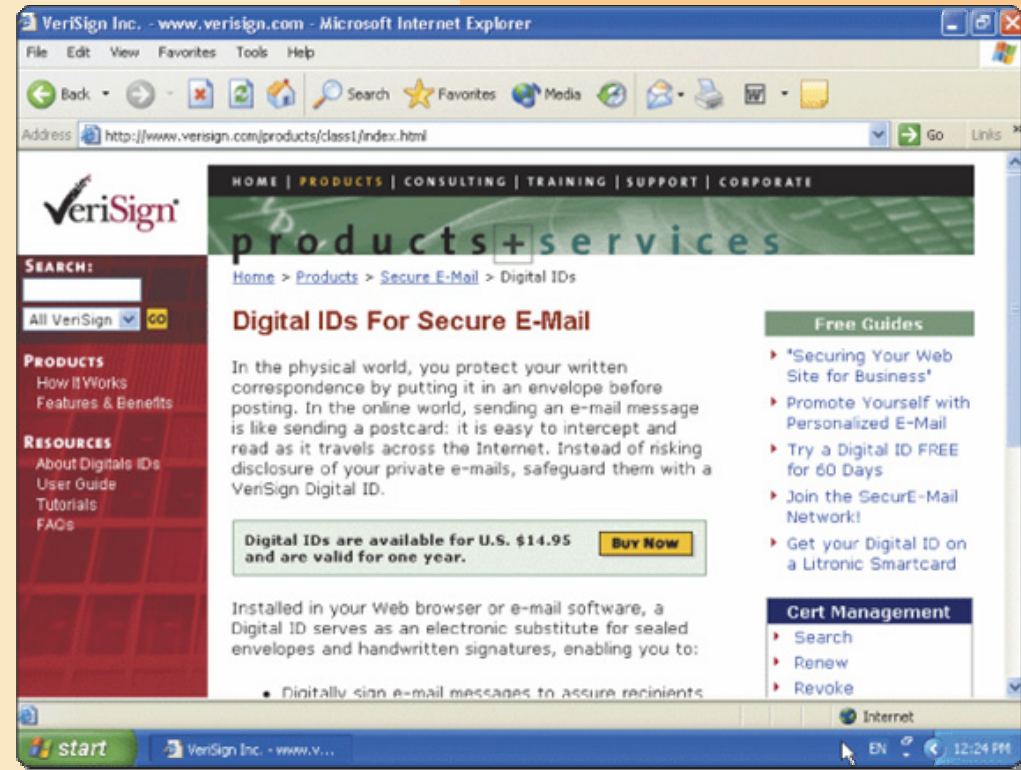 VeriSign Inc. - www.verisign.com - Microsoft Internet Explorer
File Edit View Favorites Tools Help
Back Search Favorites Media
Address http://www.verisign.com/products/class1/index.html Go Links »
VeriSign
HOME | PRODUCTS | CONSULTING | TRAINING | SUPPORT | CORPORATE
products+services
SEARCH:
All VeriSign GO
PRODUCTS
How It Works
Features & Benefits
RESOURCES
About Digitals IDs
User Guide
Tutorials
FAQs
Home > Products > Secure E-Mail > Digital IDs
Digital IDs For Secure E-Mail
In the physical world, you protect your written
correspondence by putting it in an envelope before
posting. In the online world, sending an e-mail message
is like sending a postcard: it is easy to intercept and
read as it travels across the Internet. Instead of risking
disclosure of your private e-mails, safeguard them with a
VeriSign Digital ID.
Digital IDs are available for U.S. $14.95
and are valid for one year.
Buy Now
Installed in your Web browser or e-mail software, a
Digital ID serves as an electronic substitute for sealed
envelopes and handwritten signatures, enabling you to:
• Digitally sign e-mail messages to assure recipients
Free Guides
"Securing Your Web
Site for Business"
Promote Yourself with
Personalized E-Mail
Try a Digital ID FREE
for 60 Days
Join the SecurE-Mail
Network!
Get your Digital ID on
a Litronic Smartcard
Cert Management
Search
Renew
Revoke
Internet
start VeriSign Inc. - www.v... EN 12:24 PM